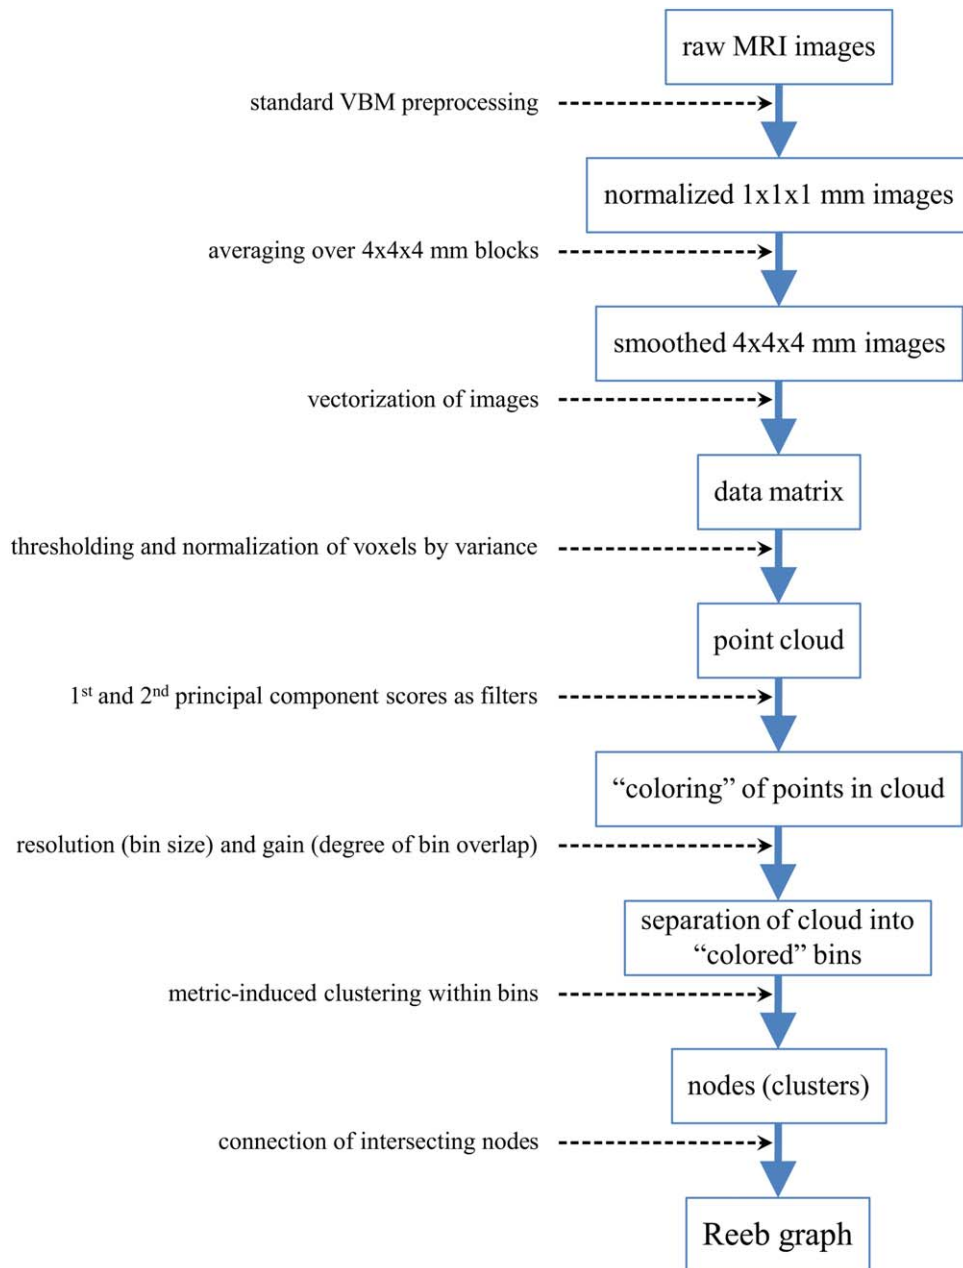 raw MRI images
standard VBM preprocessing
normalized 1x1x1 mm images
averaging over 4x4x4 mm blocks
smoothed 4x4x4 mm images
vectorization of images
data matrix
thresholding and normalization of voxels by variance
point cloud
1st and 2nd principal component scores as filters
“coloring” of points in cloud
resolution (bin size) and gain (degree of bin overlap)
separation of cloud into
“colored” bins
metric-induced clustering within bins
nodes (clusters)
connection of intersecting nodes
Reeb graph